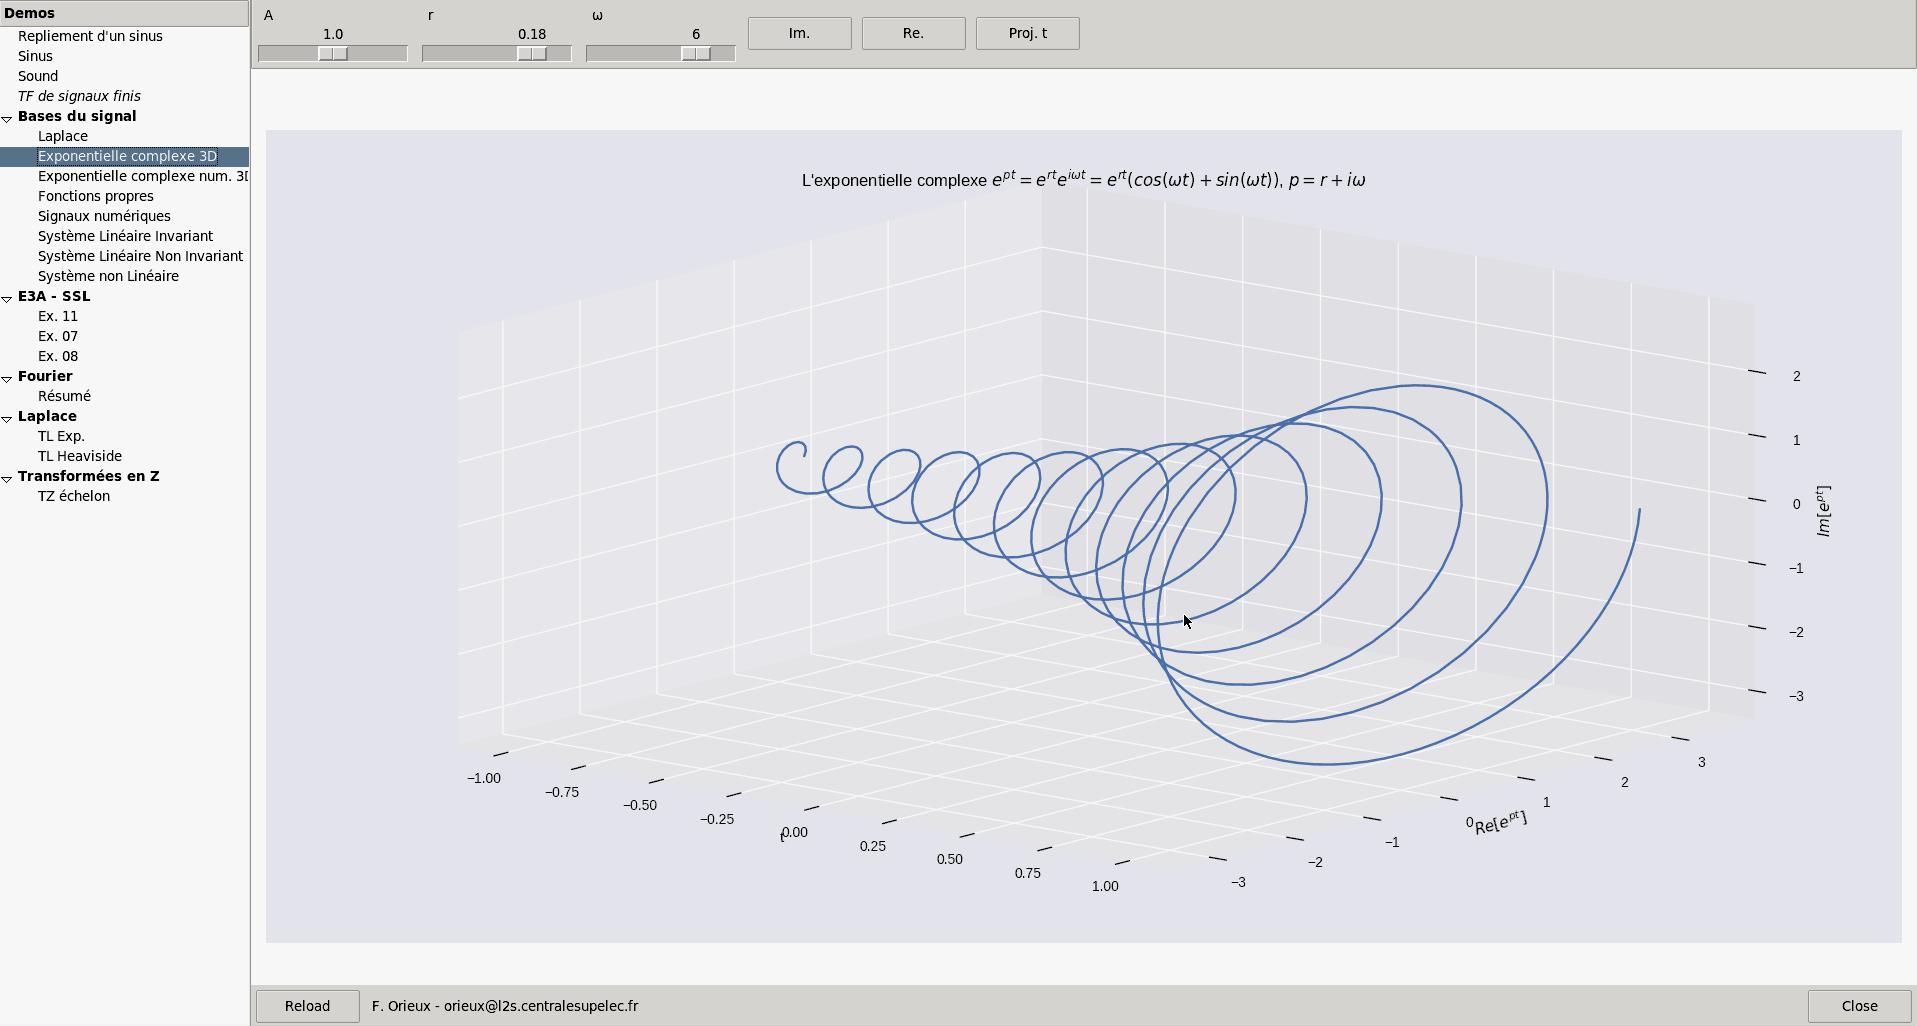 Demos
Repliement d'un sinus
Sinus
Sound
TF de signaux finis
Bases du signal
Laplace
Exponentielle complexe 3D
Exponentielle complexe num. 3D
Fonctions propres
Signaux numériques
Système Linéaire Invariant
Système Linéaire Non Invariant
Système non Linéaire
E3A - SSL
Ex. 11
Ex. 07
Ex. 08
Fourier
Résumé
Laplace
TL Exp.
TL Heaviside
Transformées en Z
TZ échelon
A r ω
1.0 0.18 6
Im. Re. Proj. t
L'exponentielle complexe e^{pt} = e^{rt}e^{iωt} = e^{rt}(cos(ωt) + sin(ωt)), p = r + iω
2
1
0
−1
−2
−3
Im[e^{pt}]
−1.00
−0.75
−0.50
−0.25
0.00
0.25
0.50
0.75
1.00
t
−3
−2
−1
0
1
2
3
Re[e^{pt}]
Reload F. Orieux - orieux@l2s.centralesupelec.fr Close